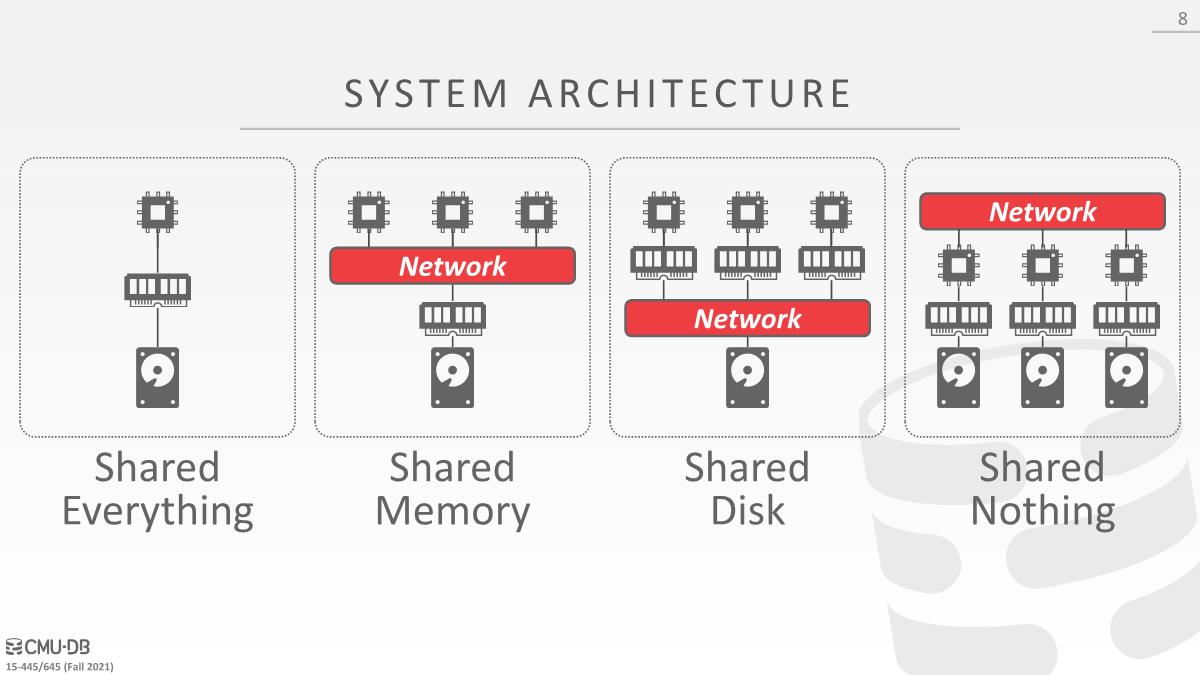 8
SYSTEM ARCHITECTURE
Network
Network
Network
Shared
Everything
Shared
Memory
Shared
Disk
Shared
Nothing
CMU·DB
15-445/645 (Fall 2021)